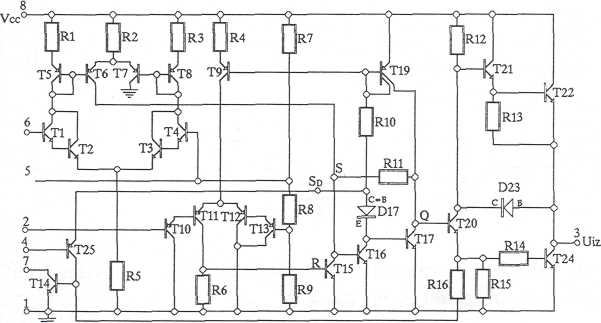 8
Vcc
R1 R2 R3 R4 R7 R12
T5 T6 T7 T8 T9 T19 T21 T22
R10 R13
6 T1 T2 T3 T4
5 S R11
SD
C=B D23
D17 C B
E
R8
2 T10 T11 T12 T13 Q T20 3 Uiz
4 T25 T16 T17
7 R T15 R14 T24
T14 R5 R6 R9 R16 R15
1